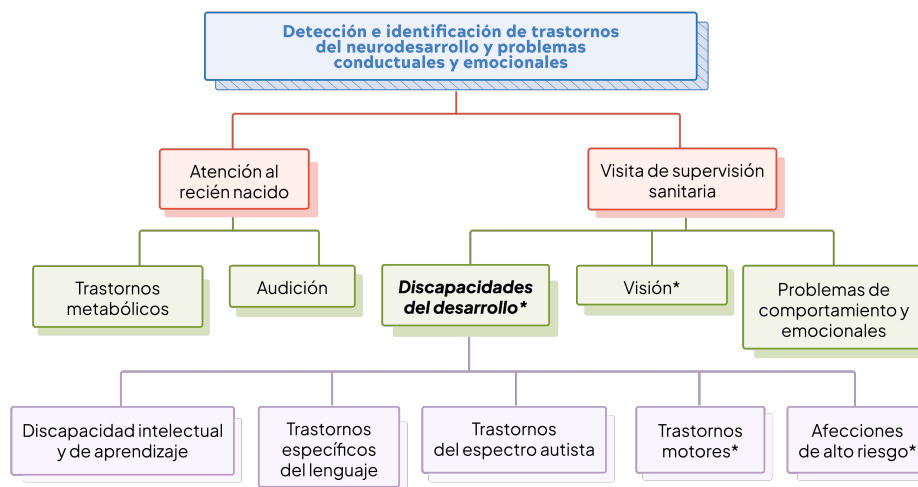 Detección e identificación de trastornos
del neurodesarrollo y problemas
conductuales y emocionales
Atención al
recién nacido
Visita de supervisión
sanitaria
Trastornos
metabólicos
Audición
Discapacidades
del desarrollo*
Visión*
Problemas de
comportamiento y
emocionales
Discapacidad intelectual
y de aprendizaje
Trastornos
específicos
del lenguaje
Trastornos
del espectro autista
Trastornos
motores*
Afecciones
de alto riesgo*